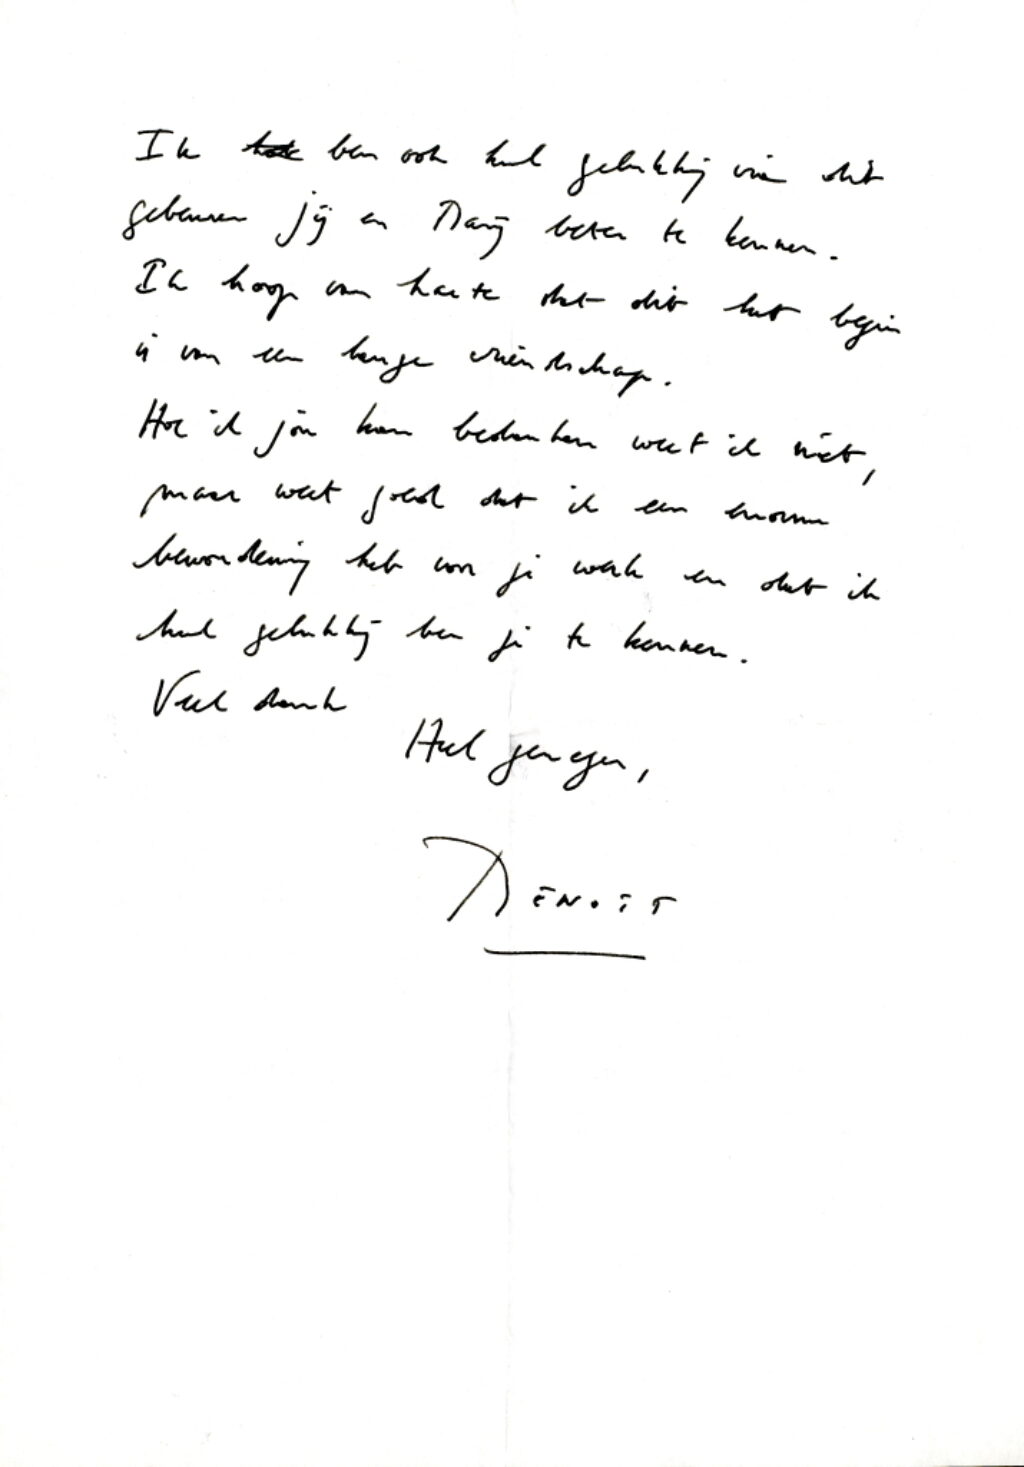 Ik ben ook heel gelukkig via dit
gebeuren jij en beter te kennen.
Ik hoop van harte dat dit het begin
is van een lange vriendschap.
Hoe ik jou kan bedanken weet ik niet,
maar weet goed dat ik een enorme
bewondering heb voor je werk en dat ik
heel gelukkig ben je te kennen.
Veel dank
Heel genegen,
BENOIT